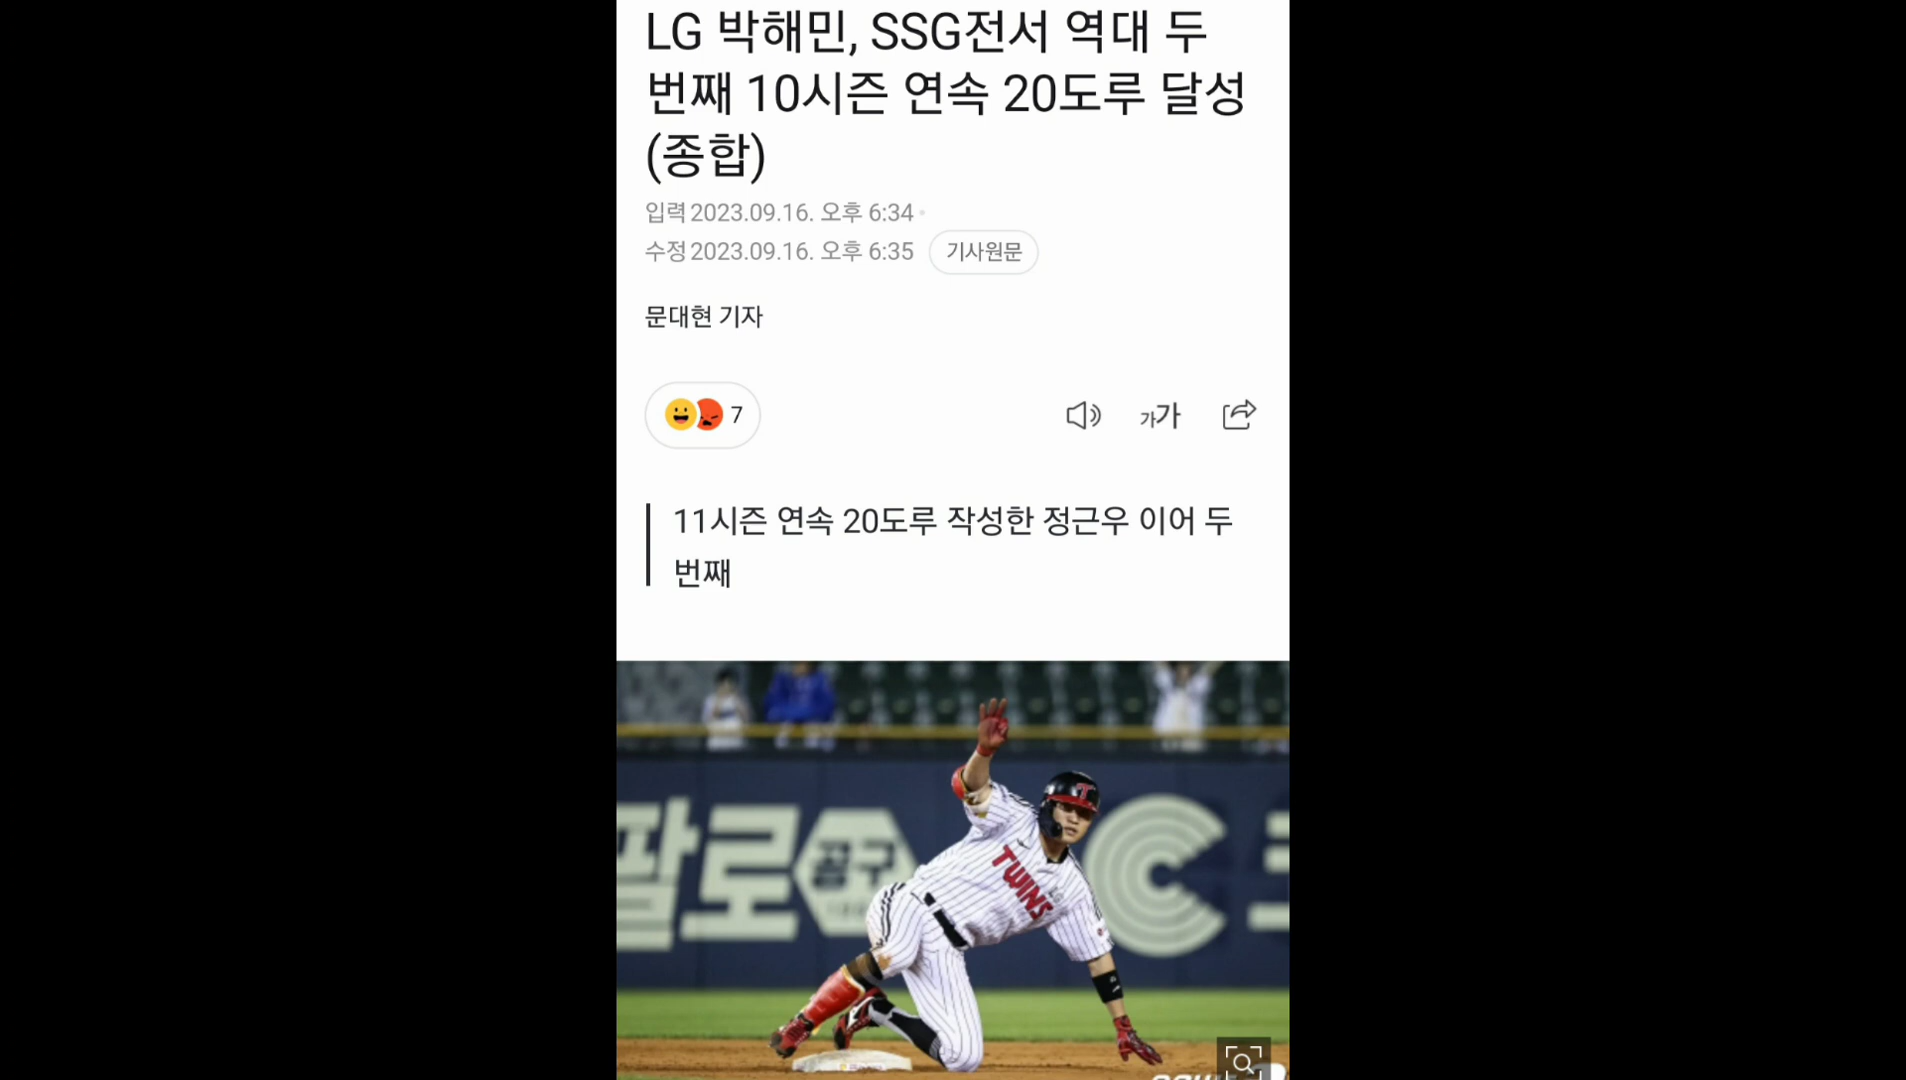 LG 박해민, SSG전서 역대 두
번째 10시즌 연속 20도루 달성
(종합)
입력 2023.09.16. 오후 6:34
수정 2023.09.16. 오후 6:35 기사원문
문대현 기자
7
가가
11시즌 연속 20도루 작성한 정근우 이어 두
번째
T
팔로
공구
C
TWINS